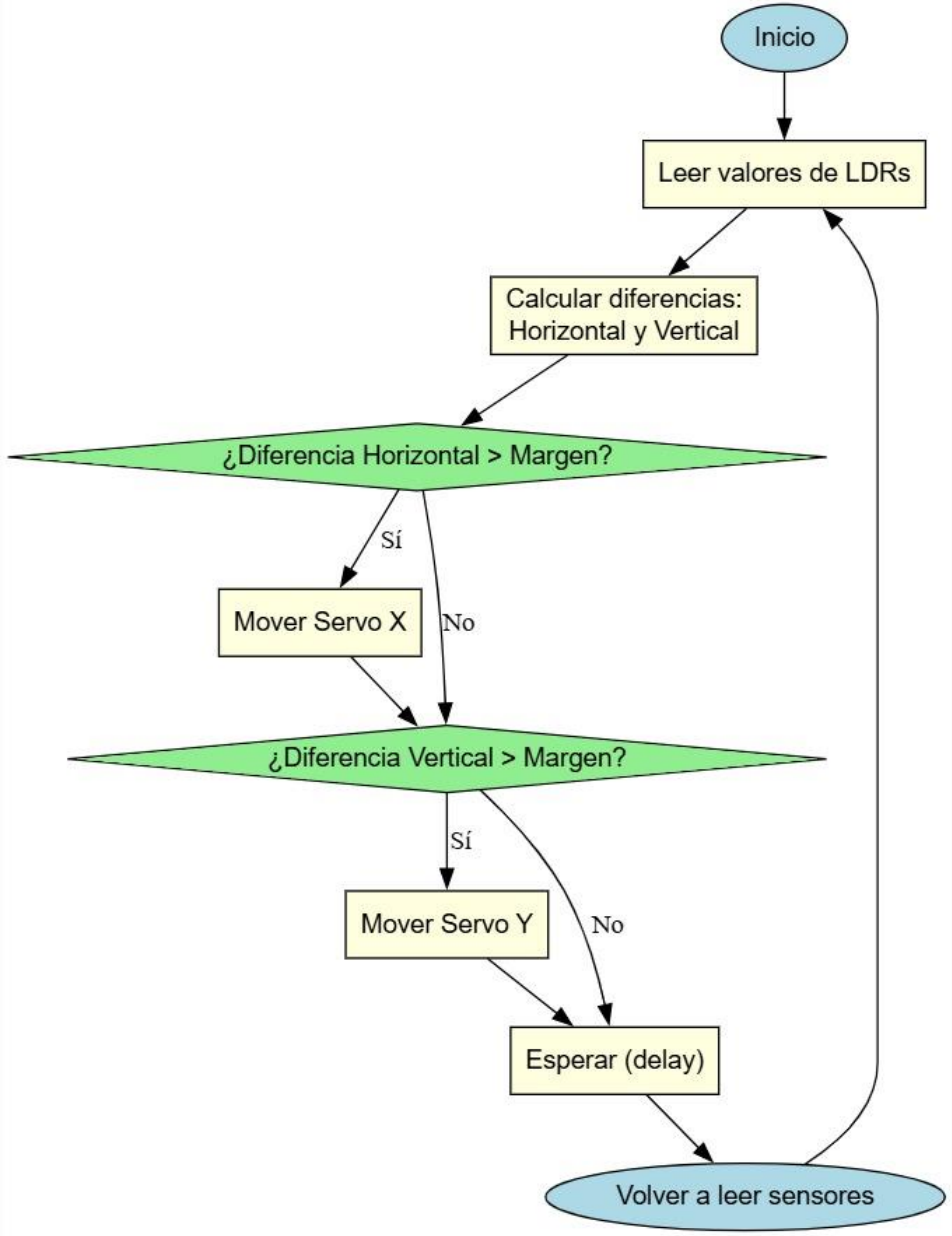 Inicio
Leer valores de LDRs
Calcular diferencias:
Horizontal y Vertical
¿Diferencia Horizontal > Margen?
Sí
Mover Servo X
No
¿Diferencia Vertical > Margen?
Sí
Mover Servo Y
No
Esperar (delay)
Volver a leer sensores